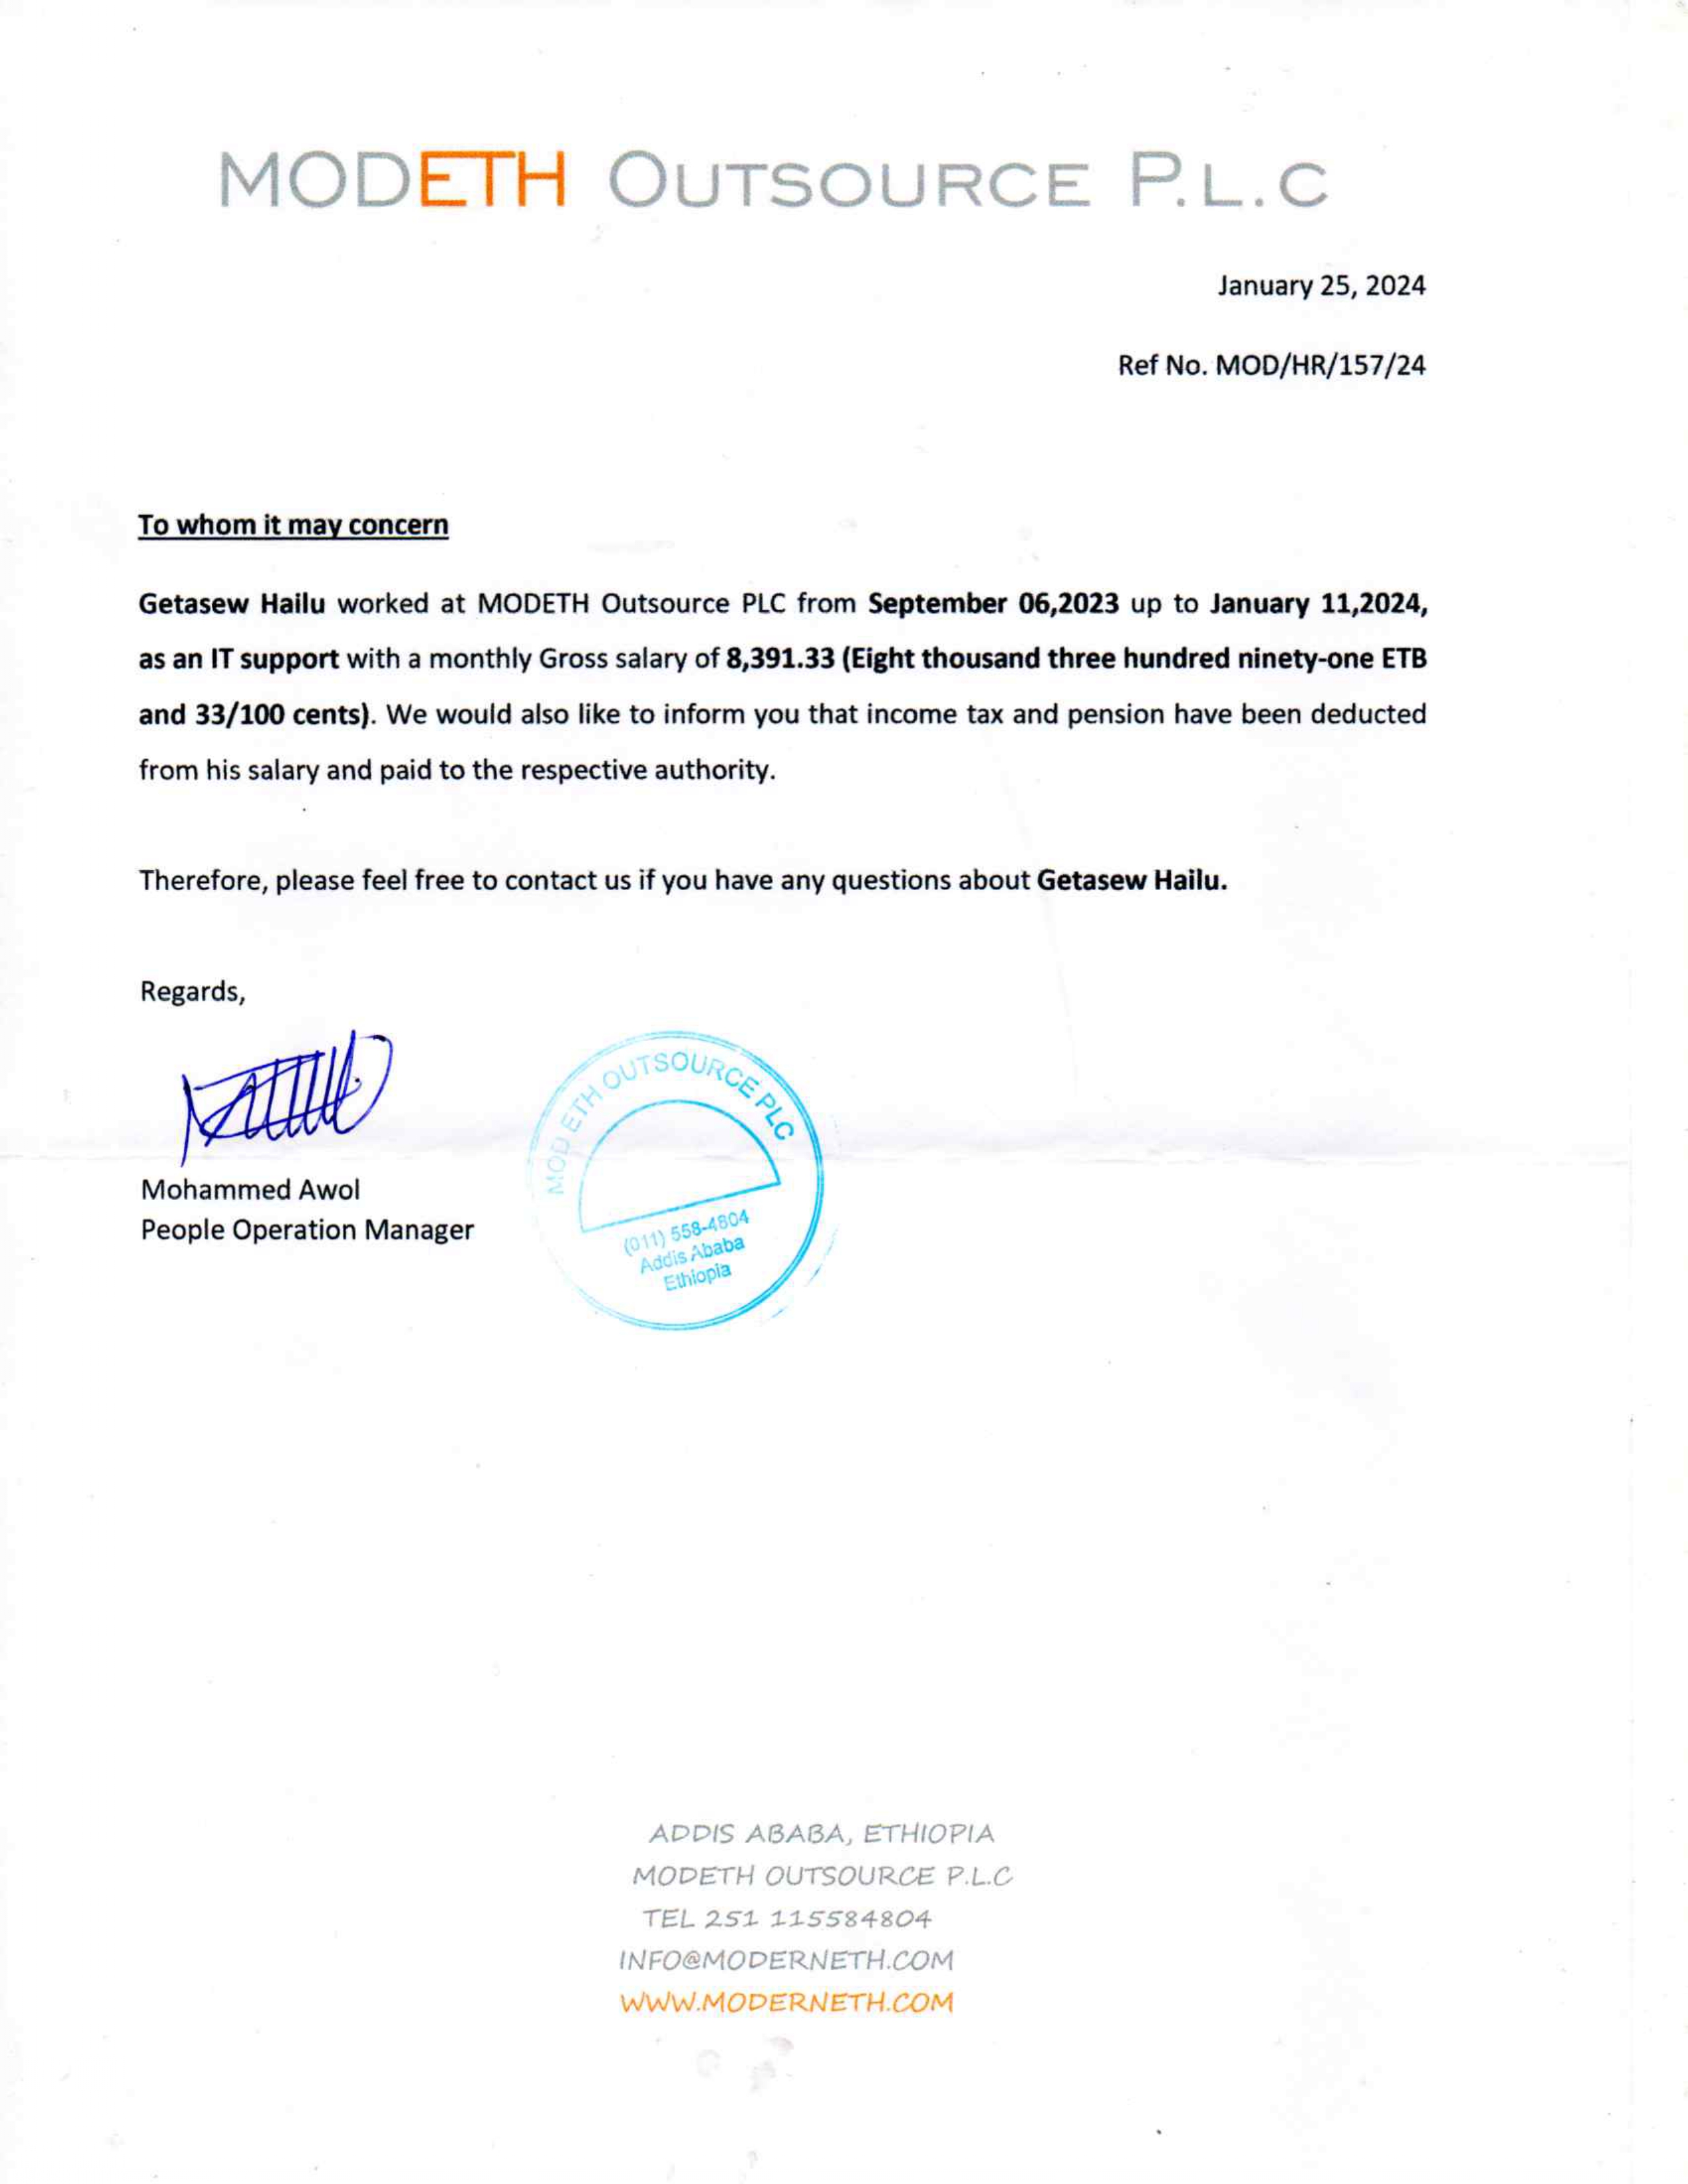 MODETH OUTSOURCE P.L.C
January 25, 2024
Ref No. MOD/HR/157/24
To whom it may concern
Getasew Hailu worked at MODETH Outsource PLC from September 06,2023 up to January 11,2024,
as an IT support with a monthly Gross salary of 8,391.33 (Eight thousand three hundred ninety-one ETB
and 33/100 cents). We would also like to inform you that income tax and pension have been deducted
from his salary and paid to the respective authority.
Therefore, please feel free to contact us if you have any questions about Getasew Hailu.
Regards,
Mohammed Awol
People Operation Manager
MOD ETH OUTSOURCE PLC
(011) 558-4804
Addis Ababa
Ethiopia
ADDIS ABABA, ETHIOPIA
MODETH OUTSOURCE P.L.C
TEL 251 115584804
INFO@MODERNETH.COM
WWW.MODERNETH.COM